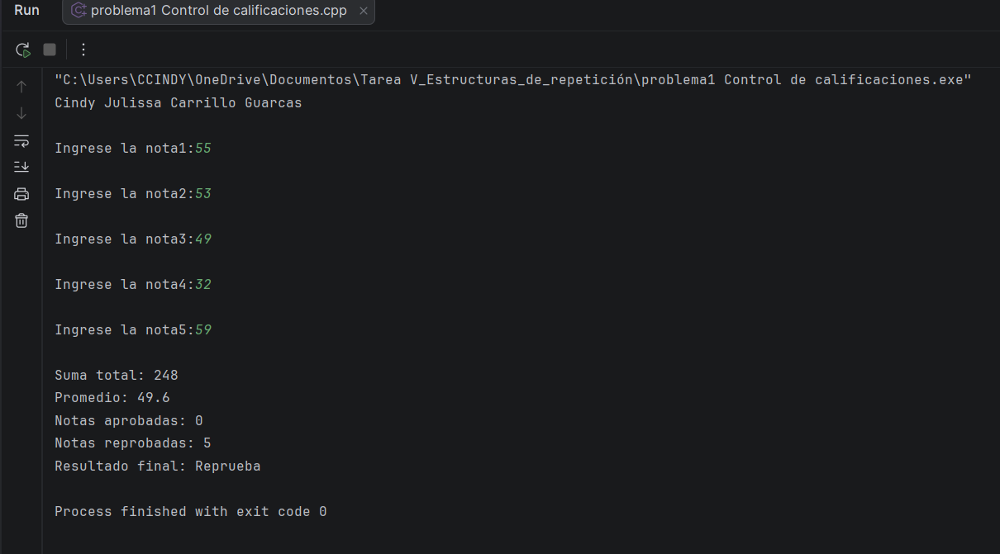 Run
problema1 Control de calificaciones.cpp
"C:\Users\CCINDY\OneDrive\Documentos\Tarea V_Estructuras_de_repetición\problema1 Control de calificaciones.exe"
Cindy Julissa Carrillo Guarcas
Ingrese la nota1:55
Ingrese la nota2:53
Ingrese la nota3:49
Ingrese la nota4:32
Ingrese la nota5:59
Suma total: 248
Promedio: 49.6
Notas aprobadas: 0
Notas reprobadas: 5
Resultado final: Reprueba
Process finished with exit code 0